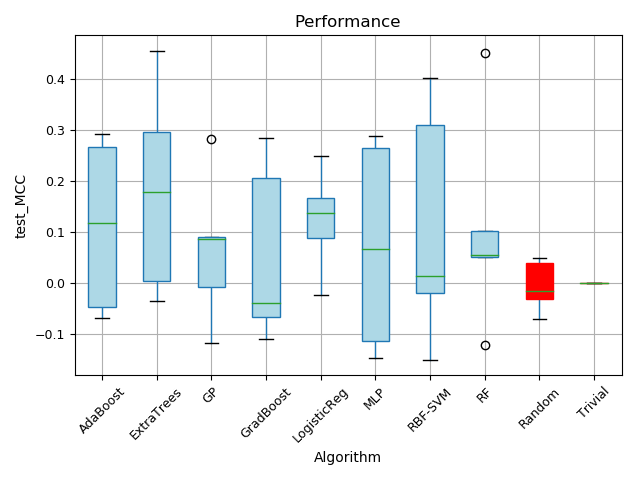 Performance
test_MCC
0.4
0.3
0.2
0.1
0.0
−0.1
AdaBoost
ExtraTrees
GP
GradBoost
LogisticReg
MLP
RBF-SVM
RF
Random
Trivial
Algorithm